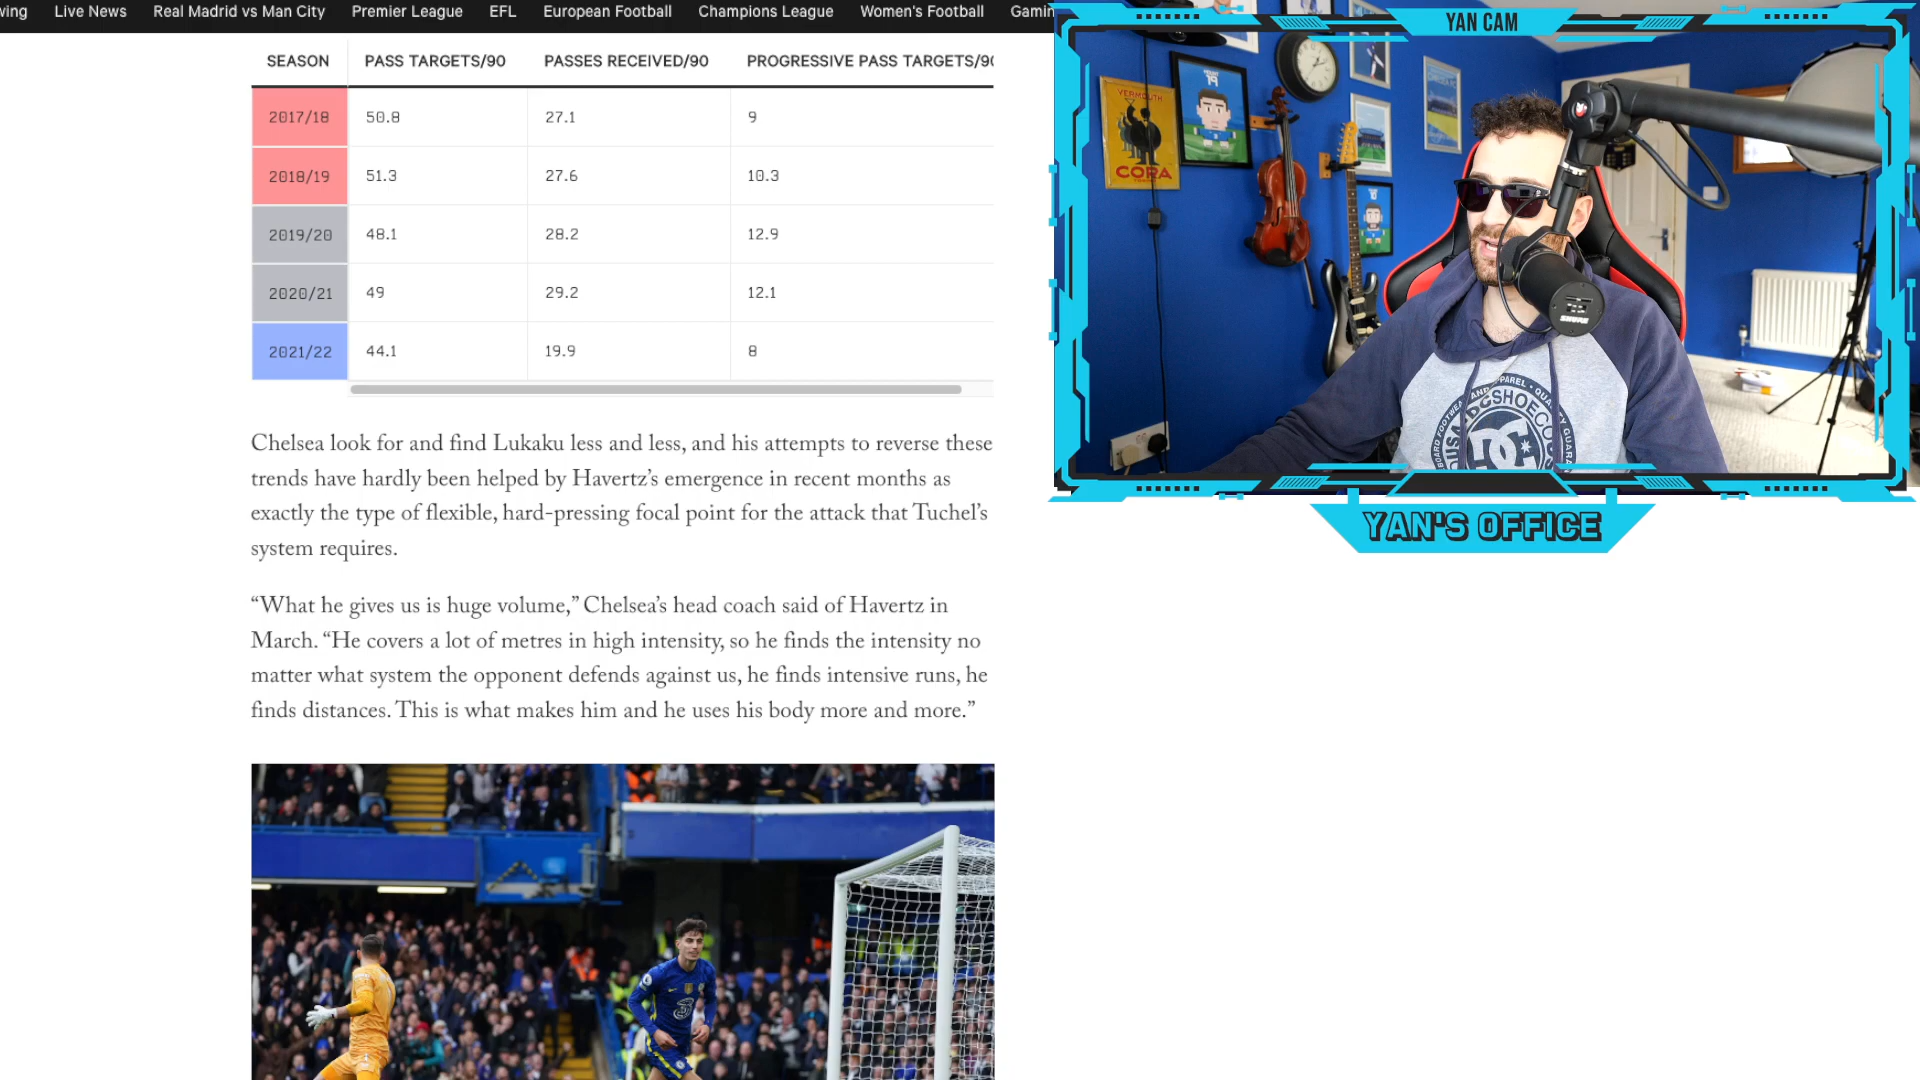 wing Live News Real Madrid vs Man City Premier League EFL European Football Champions League Women's Football
YAN CAM
SEASON PASS TARGETS/90 PASSES RECEIVED/90 PROGRESSIVE PASS TARGETS/90
2017/18 50.8 27.1 9
2018/19 51.3 27.6 10.3
2019/20 48.1 28.2 12.9
2020/21 49 29.2 12.1
2021/22 44.1 19.9 8
VERMOUTH
CORA
SHURE
DC
YAN'S OFFICE
Chelsea look for and find Lukaku less and less, and his attempts to reverse these
trends have hardly been helped by Havertz’s emergence in recent months as
exactly the type of flexible, hard-pressing focal point for the attack that Tuchel’s
system requires.
“What he gives us is huge volume,” Chelsea’s head coach said of Havertz in
March. “He covers a lot of metres in high intensity, so he finds the intensity no
matter what system the opponent defends against us, he finds intensive runs, he
finds distances. This is what makes him and he uses his body more and more.”
3